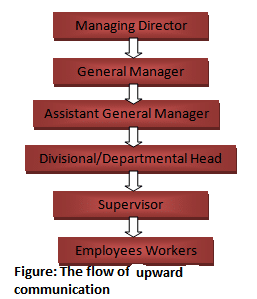 Managing Director
General Manager
Assistant General Manager
Divisional/Departmental Head
Supervisor
Employees Workers
Figure: The flow of upward
communication